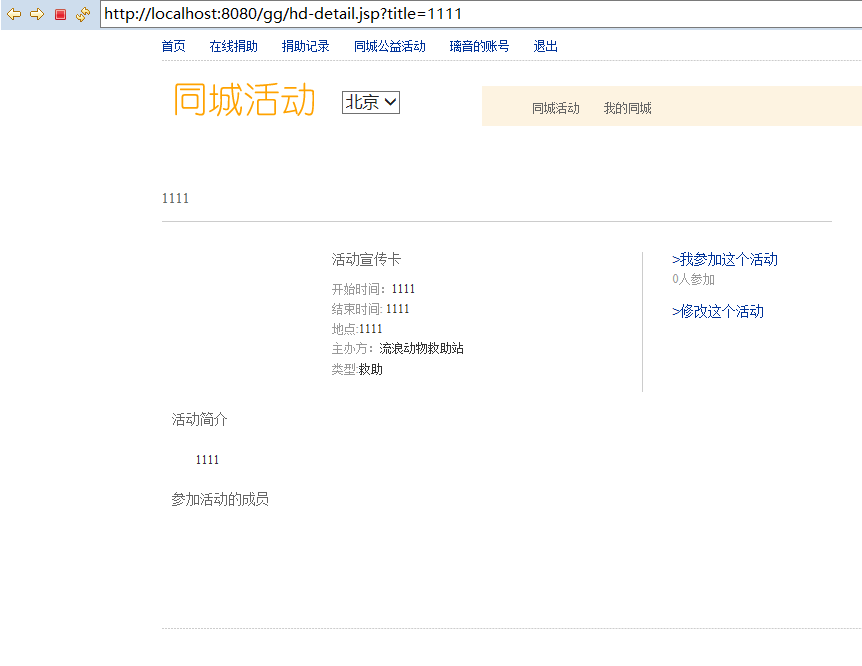 http://localhost:8080/gg/hd-detail.jsp?title=1111
首页 在线捐助 捐助记录 同城公益活动 璃音的账号 退出
同城活动 北京 同城活动 我的同城
1111
活动宣传卡 >我参加这个活动
0人参加
开始时间：1111
结束时间: 1111 >修改这个活动
地点:1111
主办方：流浪动物救助站
类型:救助
活动简介
1111
参加活动的成员